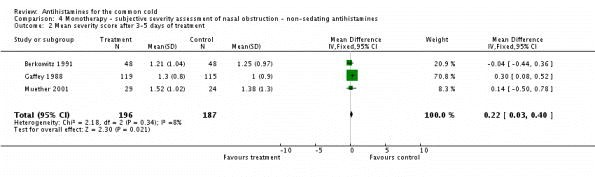 Review: Antihistamines for the common cold
Comparison: 4 Monotherapy - subjective severity assessment of nasal obstruction - non-sedating antihistamines
Outcome: 2 Mean severity score after 3-5 days of treatment
Study or subgroup Treatment Control Mean Difference Weight Mean Difference
N Mean(SD) N Mean(SD) IV,Fixed,95% CI IV,Fixed,95% CI
Berkowitz 1991 48 1.21 (1.04) 48 1.25 (0.97) 20.9 % -0.04 [ -0.44, 0.36 ]
Gaffey 1988 119 1.3 (0.8) 115 1 (0.9) 70.8 % 0.30 [ 0.08, 0.52 ]
Muether 2001 29 1.52 (1.02) 24 1.38 (1.3) 8.3 % 0.14 [ -0.50, 0.78 ]
Total (95% CI) 196 187 100.0 % 0.22 [ 0.03, 0.40 ]
Heterogeneity: Chi² = 2.18, df = 2 (P = 0.34); I² =8%
Test for overall effect: Z = 2.30 (P = 0.021)
-10 -5 0 5 10
Favours treatment Favours control